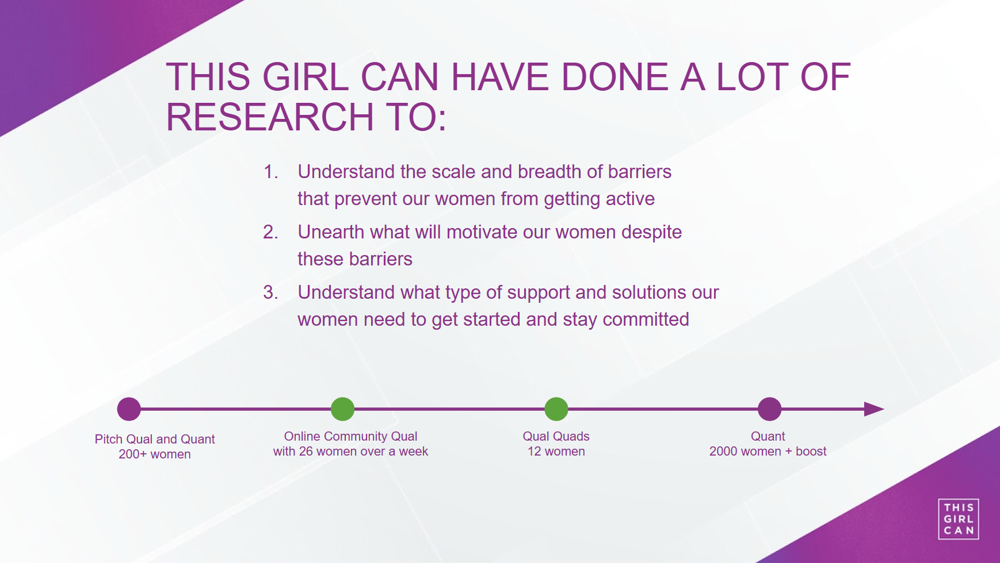 THIS GIRL CAN HAVE DONE A LOT OF
RESEARCH TO:
1. Understand the scale and breadth of barriers
that prevent our women from getting active
2. Unearth what will motivate our women despite
these barriers
3. Understand what type of support and solutions our
women need to get started and stay committed
Pitch Qual and Quant
200+ women
Online Community Qual
with 26 women over a week
Qual Quads
12 women
Quant
2000 women + boost
THIS
GIRL
CAN